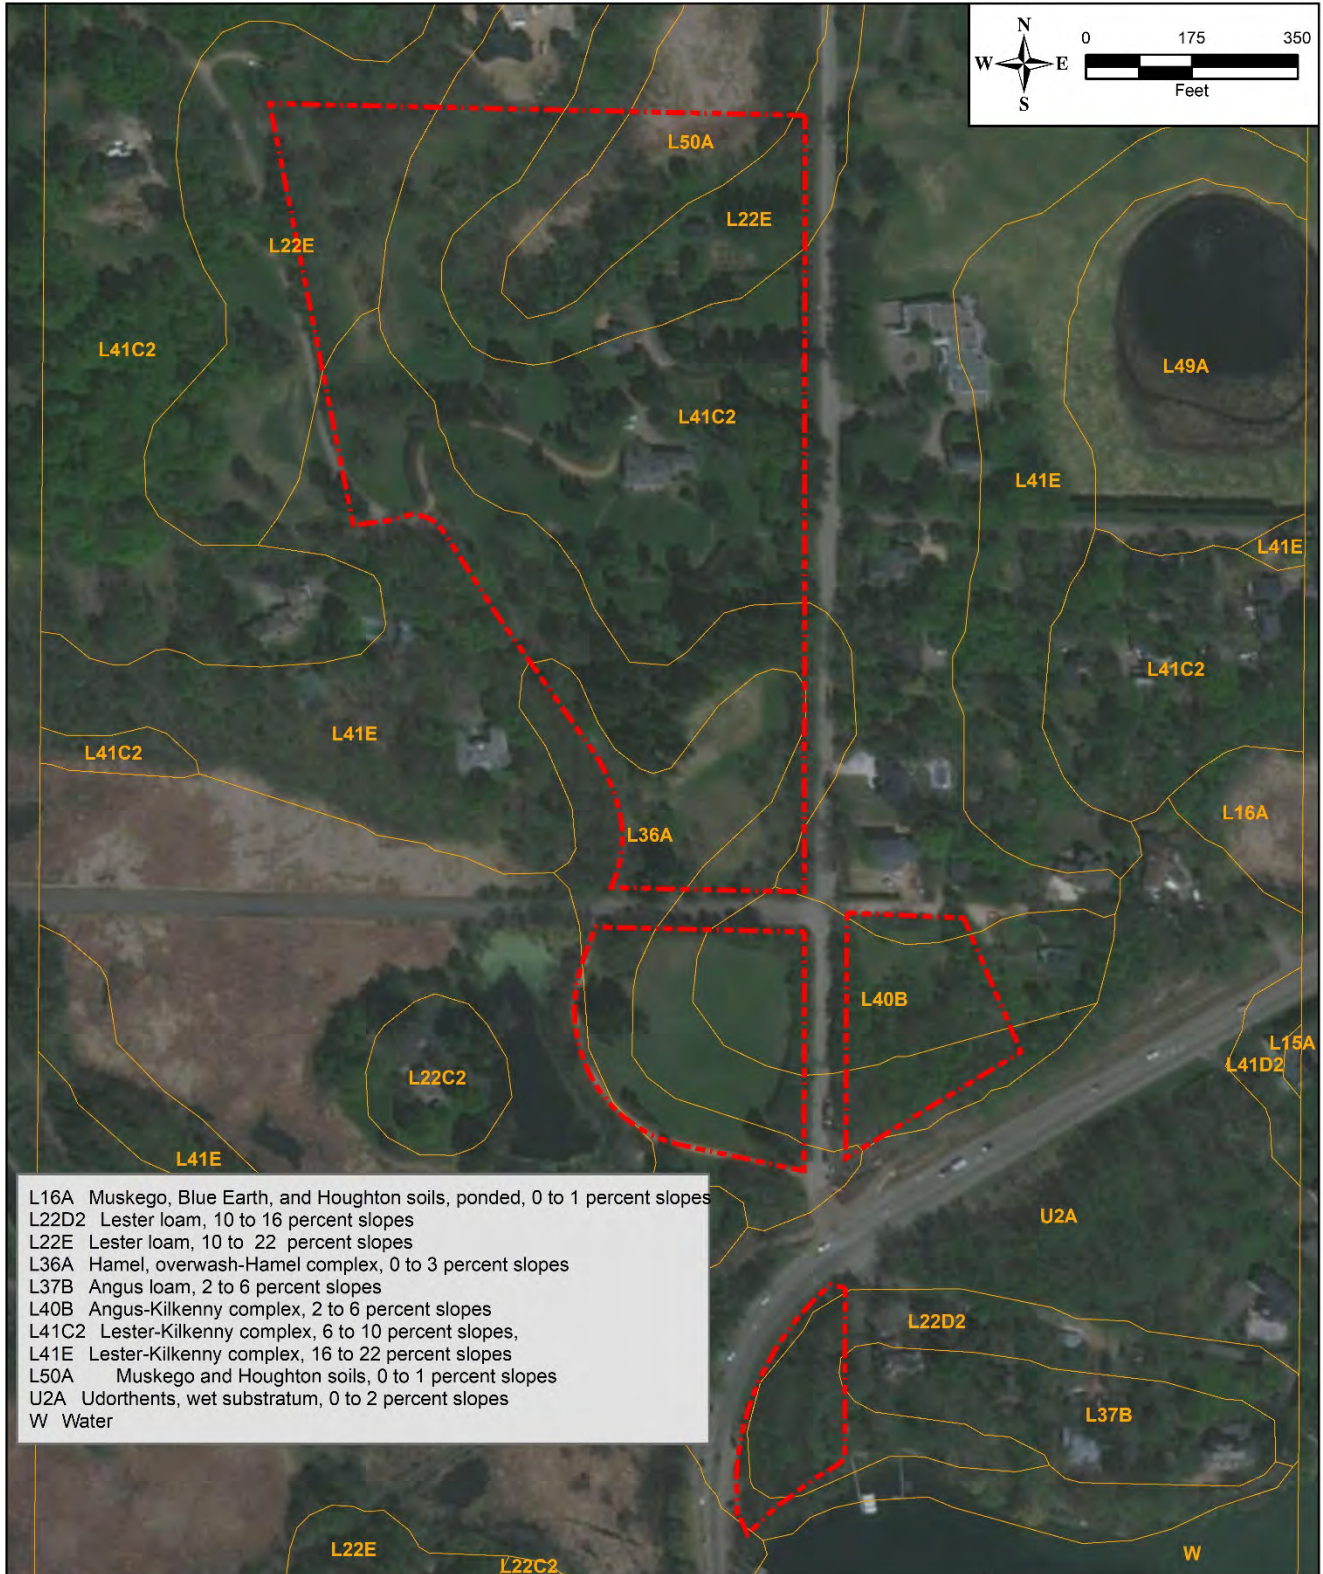 N
W E
S
0 175 350
Feet
L50A
L22E
L22E
L41C2
L49A
L41C2
L41E
L41E
L41C2
L41E
L41C2
L16A
L36A
L40B
L15A
L41D2
L22C2
L41E
L16A Muskego, Blue Earth, and Houghton soils, ponded, 0 to 1 percent slopes
L22D2 Lester loam, 10 to 16 percent slopes
L22E Lester loam, 10 to 22 percent slopes
L36A Hamel, overwash-Hamel complex, 0 to 3 percent slopes
L37B Angus loam, 2 to 6 percent slopes
L40B Angus-Kilkenny complex, 2 to 6 percent slopes
L41C2 Lester-Kilkenny complex, 6 to 10 percent slopes,
L41E Lester-Kilkenny complex, 16 to 22 percent slopes
L50A Muskego and Houghton soils, 0 to 1 percent slopes
U2A Udorthents, wet substratum, 0 to 2 percent slopes
W Water
U2A
L22D2
L37B
L22E
L22C2
W